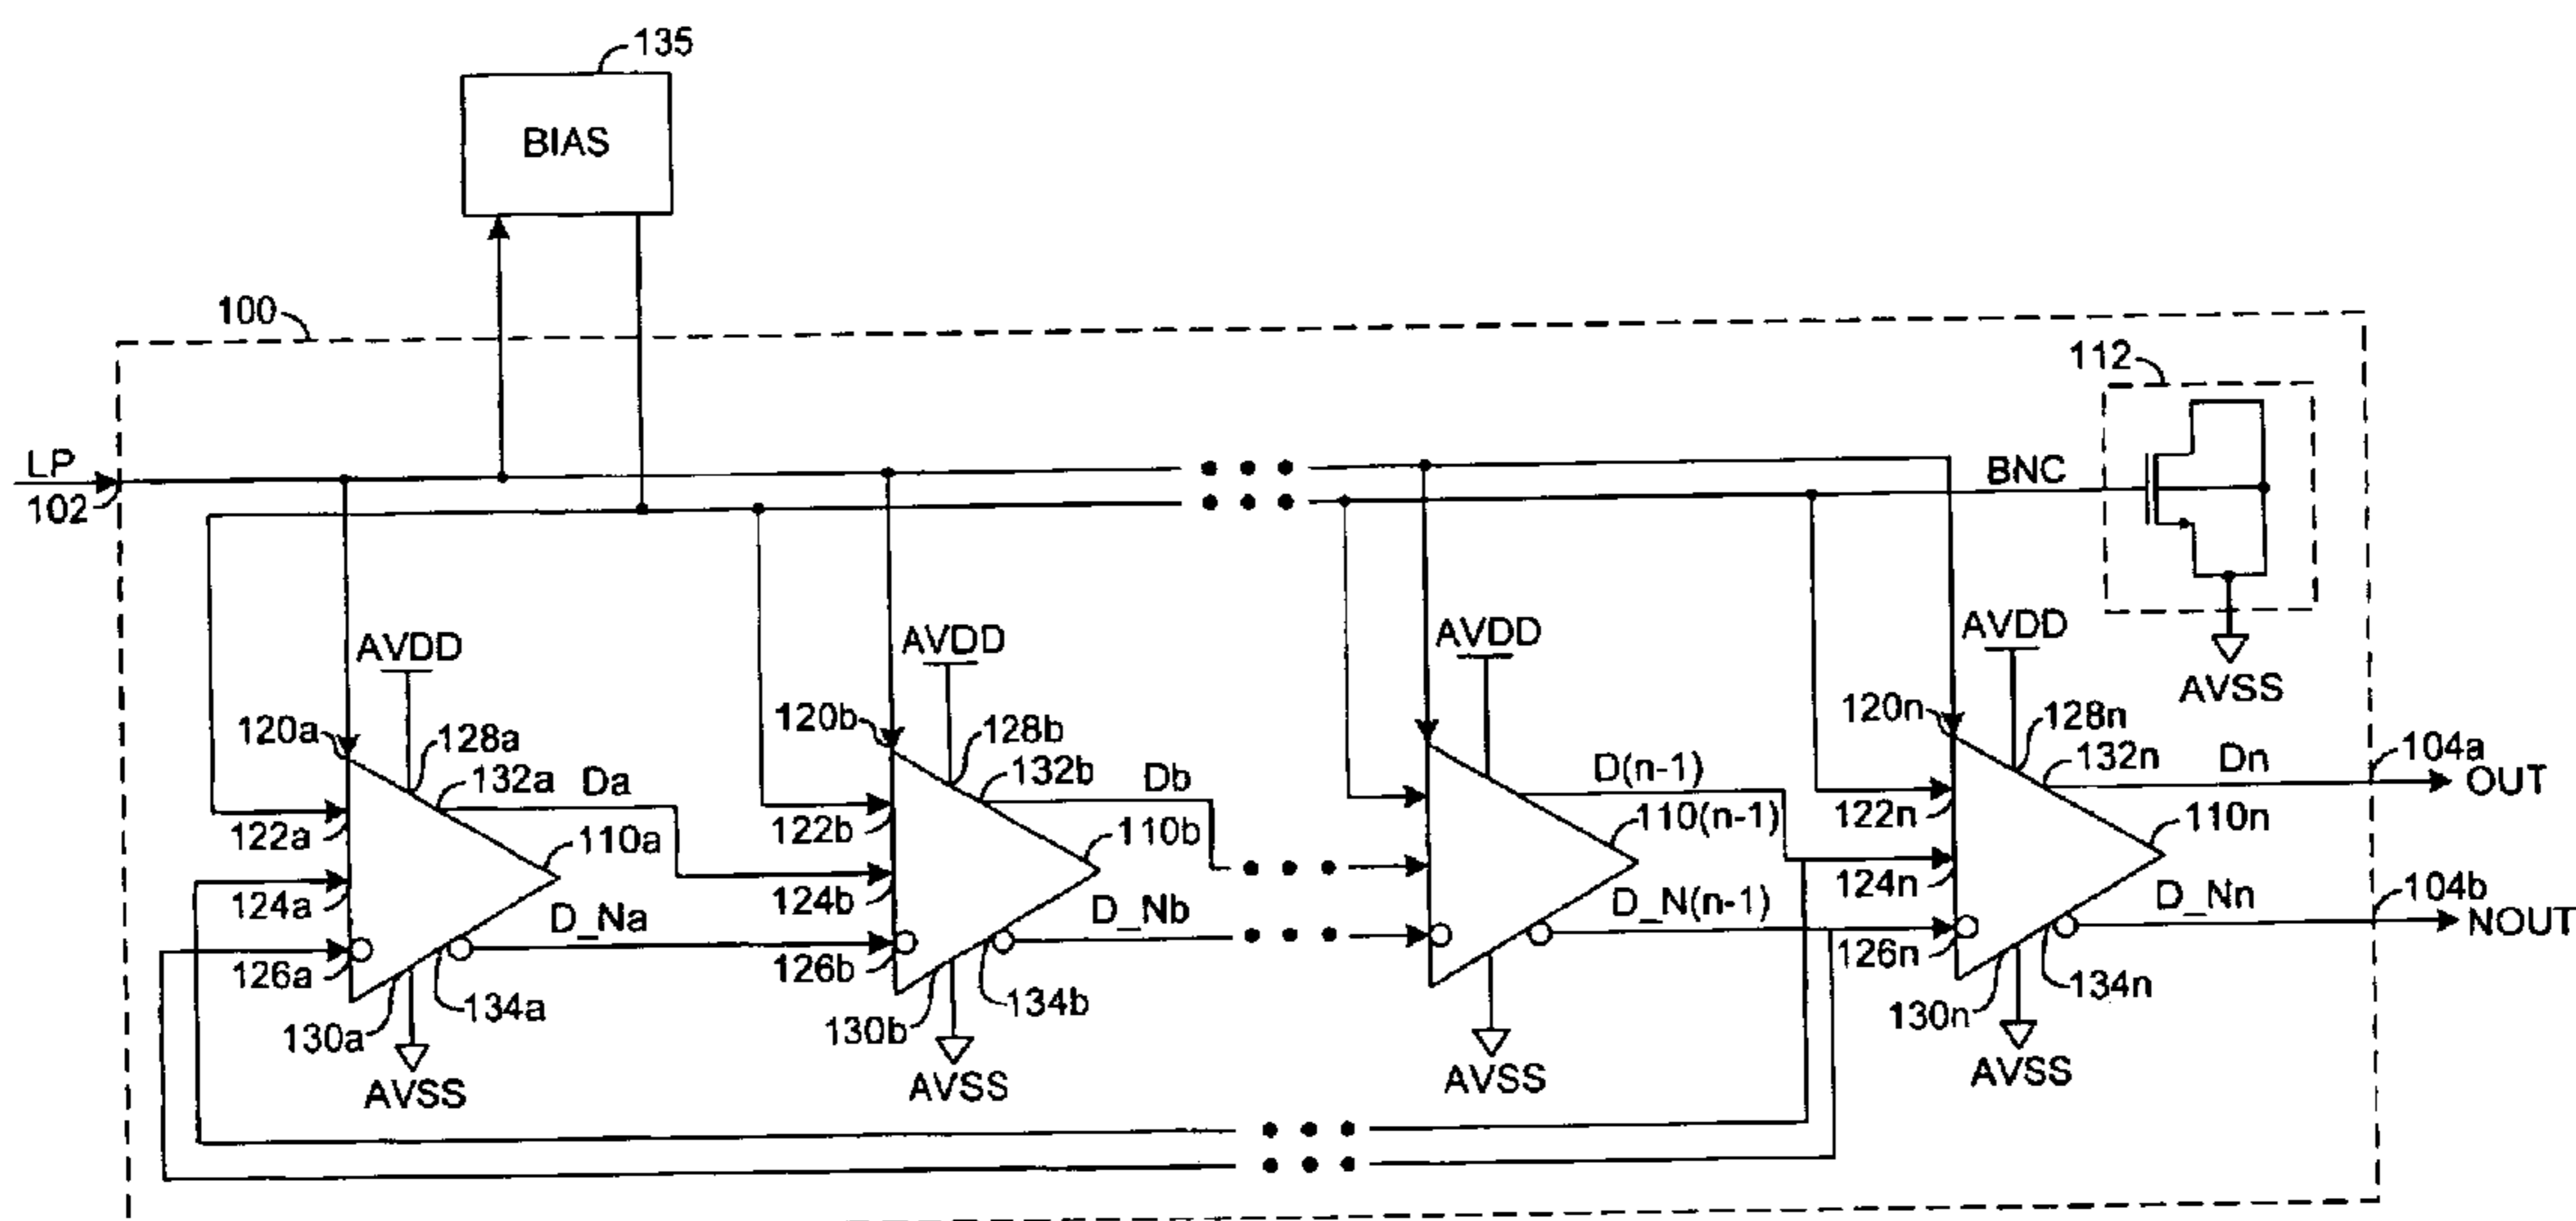 135
BIAS
100
112
LP
102
BNC
AVSS
AVDD
AVDD
AVDD
AVDD
120a
128a
132a
Da
120b
128b
132b
Db
D(n-1)
120n
128n
132n
Dn
104a
OUT
122a
110a
122b
110b
110(n-1)
122n
110n
124a
D_Na
124b
D_Nb
D_N(n-1)
124n
D_Nn
104b
NOUT
126a
126b
126n
130a
134a
130b
134b
130n
134n
AVSS
AVSS
AVSS
AVSS